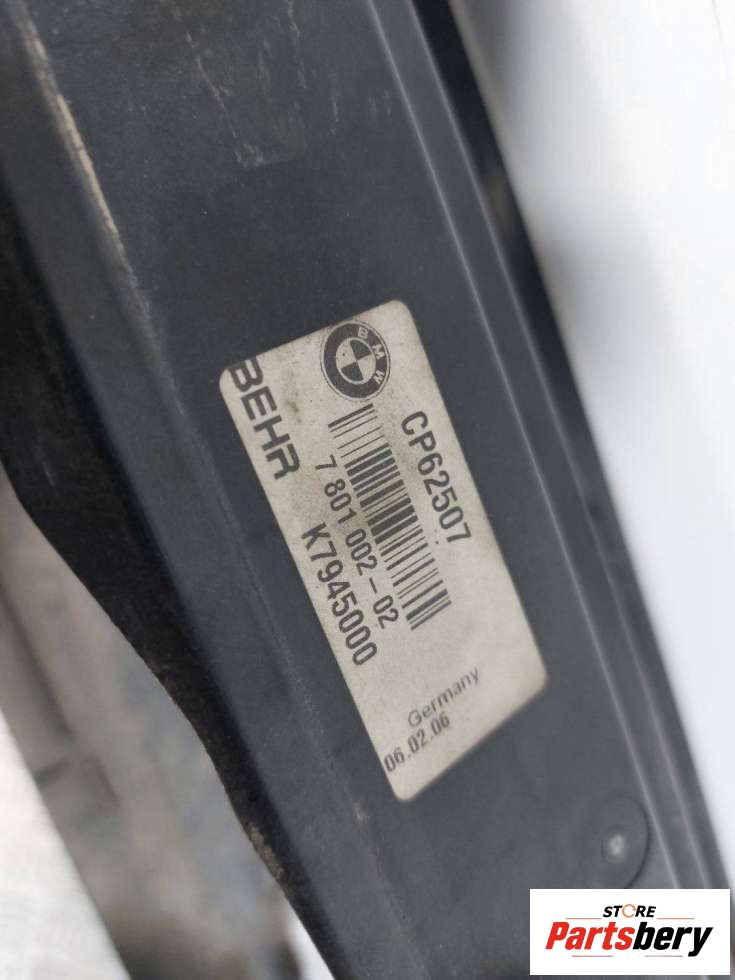 BMW
CP62507
BEHR
7 801 002-02
K7945000
Germany
06.02.06
STORE
Partsbery